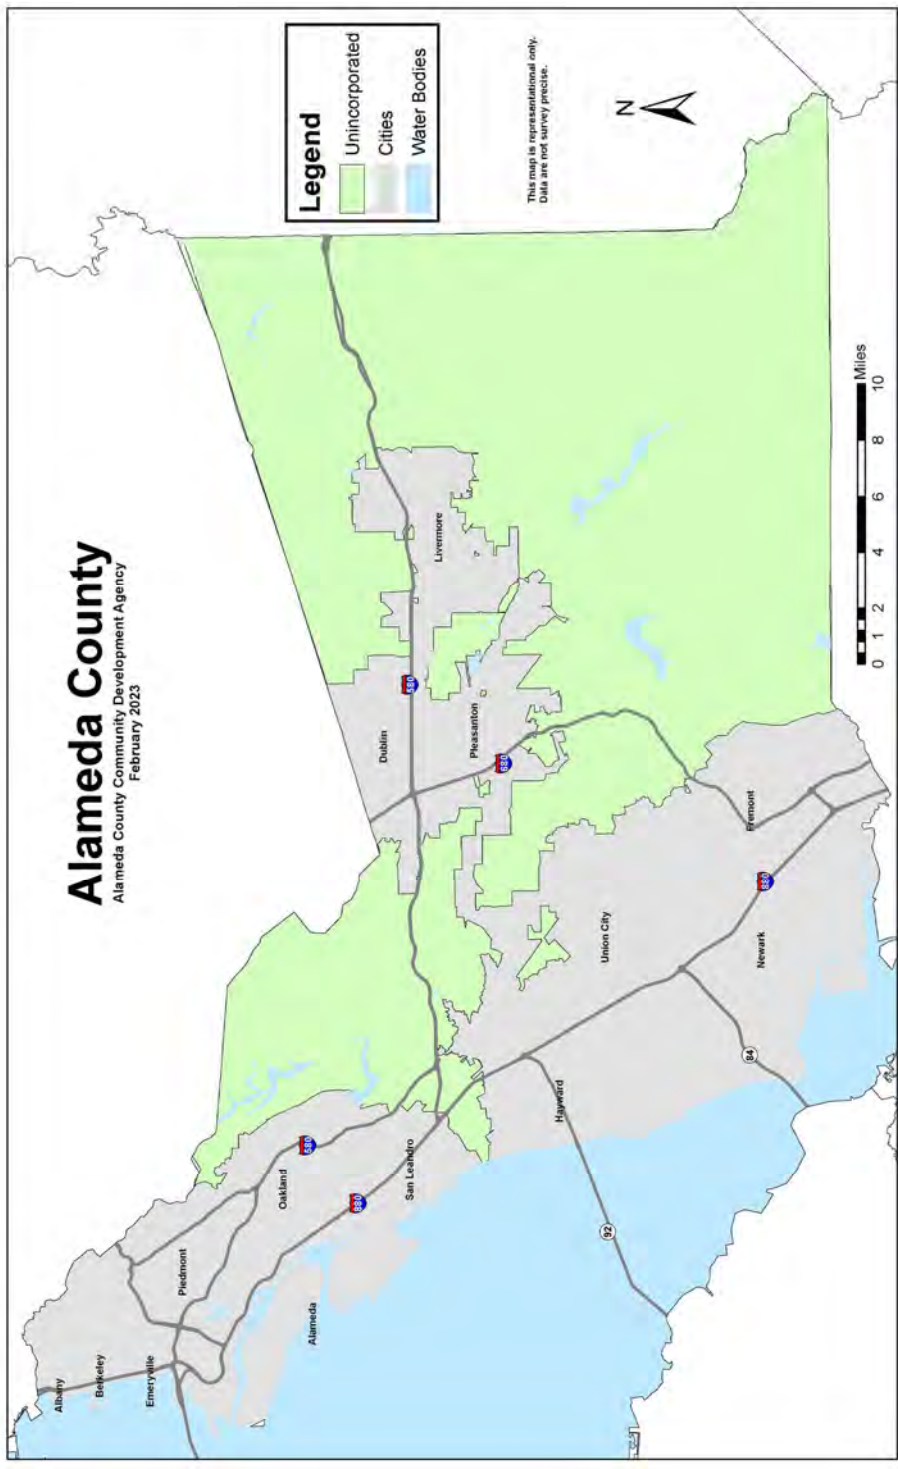 Alameda County
Alameda County Community Development Agency
February 2023
Legend
Unincorporated
Cities
Water Bodies
This map is representational only.
Data are not survey precise.
N
Albany
Berkeley
Emeryville
Piedmont
Oakland
Alameda
San Leandro
Hayward
Union City
Newark
Fremont
Dublin
Pleasanton
Livermore
580
880
580
680
880
92
84
0 1 2 4 6 8 10
Miles